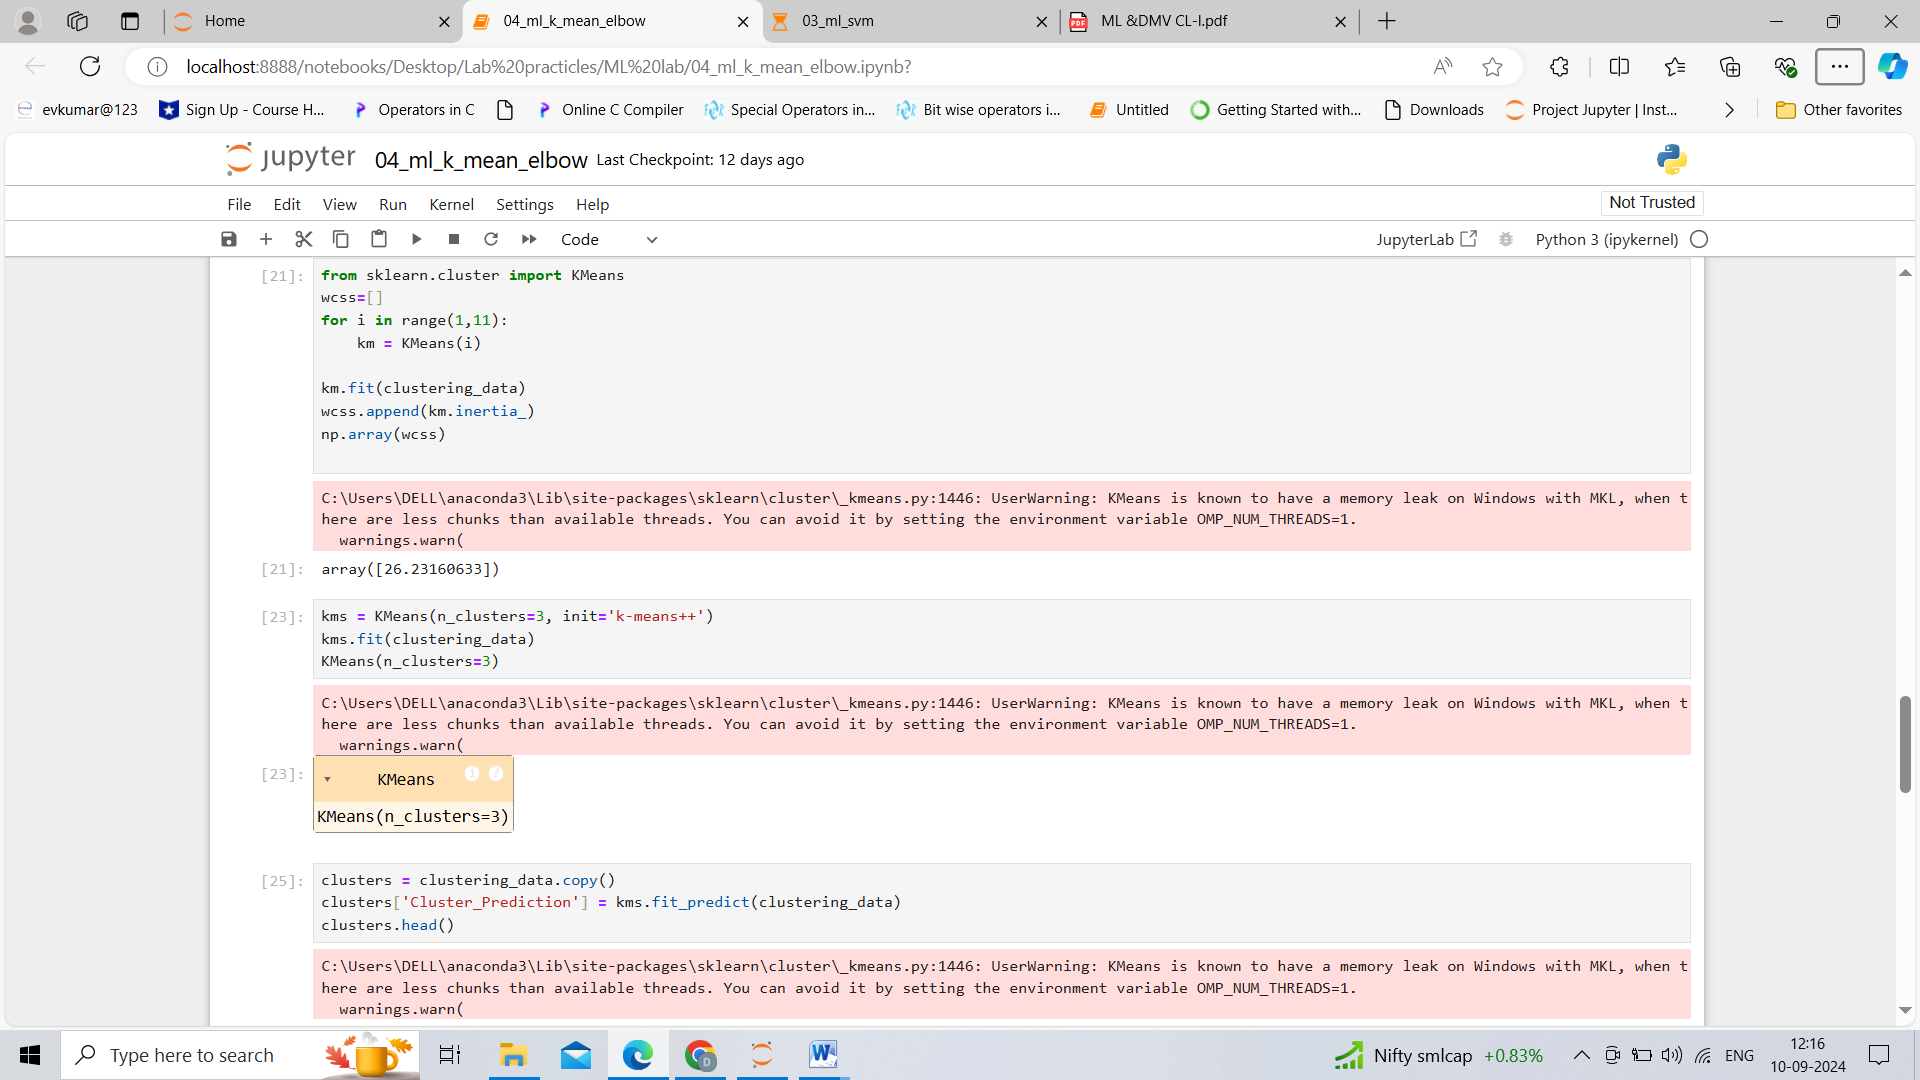 Home
04_ml_k_mean_elbow
03_ml_svm
ML &DMV CL-I.pdf
localhost:8888/notebooks/Desktop/Lab%20practicles/ML%20lab/04_ml_k_mean_elbow.ipynb?
evkumar@123
Sign Up - Course H...
Operators in C
Online C Compiler
Special Operators in...
Bit wise operators i...
Untitled
Getting Started with...
Downloads
Project Jupyter | Inst...
Other favorites
jupyter 04_ml_k_mean_elbow Last Checkpoint: 12 days ago
File Edit View Run Kernel Settings Help
Not Trusted
Code
JupyterLab
Python 3 (ipykernel)
[21]: from sklearn.cluster import KMeans
wcss=[]
for i in range(1,11):
    km = KMeans(i)
km.fit(clustering_data)
wcss.append(km.inertia_)
np.array(wcss)
C:\Users\DELL\anaconda3\Lib\site-packages\sklearn\cluster\_kmeans.py:1446: UserWarning: KMeans is known to have a memory leak on Windows with MKL, when t
here are less chunks than available threads. You can avoid it by setting the environment variable OMP_NUM_THREADS=1.
  warnings.warn(
[21]: array([26.23160633])
[23]: kms = KMeans(n_clusters=3, init='k-means++')
kms.fit(clustering_data)
KMeans(n_clusters=3)
C:\Users\DELL\anaconda3\Lib\site-packages\sklearn\cluster\_kmeans.py:1446: UserWarning: KMeans is known to have a memory leak on Windows with MKL, when t
here are less chunks than available threads. You can avoid it by setting the environment variable OMP_NUM_THREADS=1.
  warnings.warn(
[23]: KMeans i ?
KMeans(n_clusters=3)
[25]: clusters = clustering_data.copy()
clusters['Cluster_Prediction'] = kms.fit_predict(clustering_data)
clusters.head()
C:\Users\DELL\anaconda3\Lib\site-packages\sklearn\cluster\_kmeans.py:1446: UserWarning: KMeans is known to have a memory leak on Windows with MKL, when t
here are less chunks than available threads. You can avoid it by setting the environment variable OMP_NUM_THREADS=1.
  warnings.warn(
Type here to search
Nifty smlcap +0.83%
ENG
12:16
10-09-2024